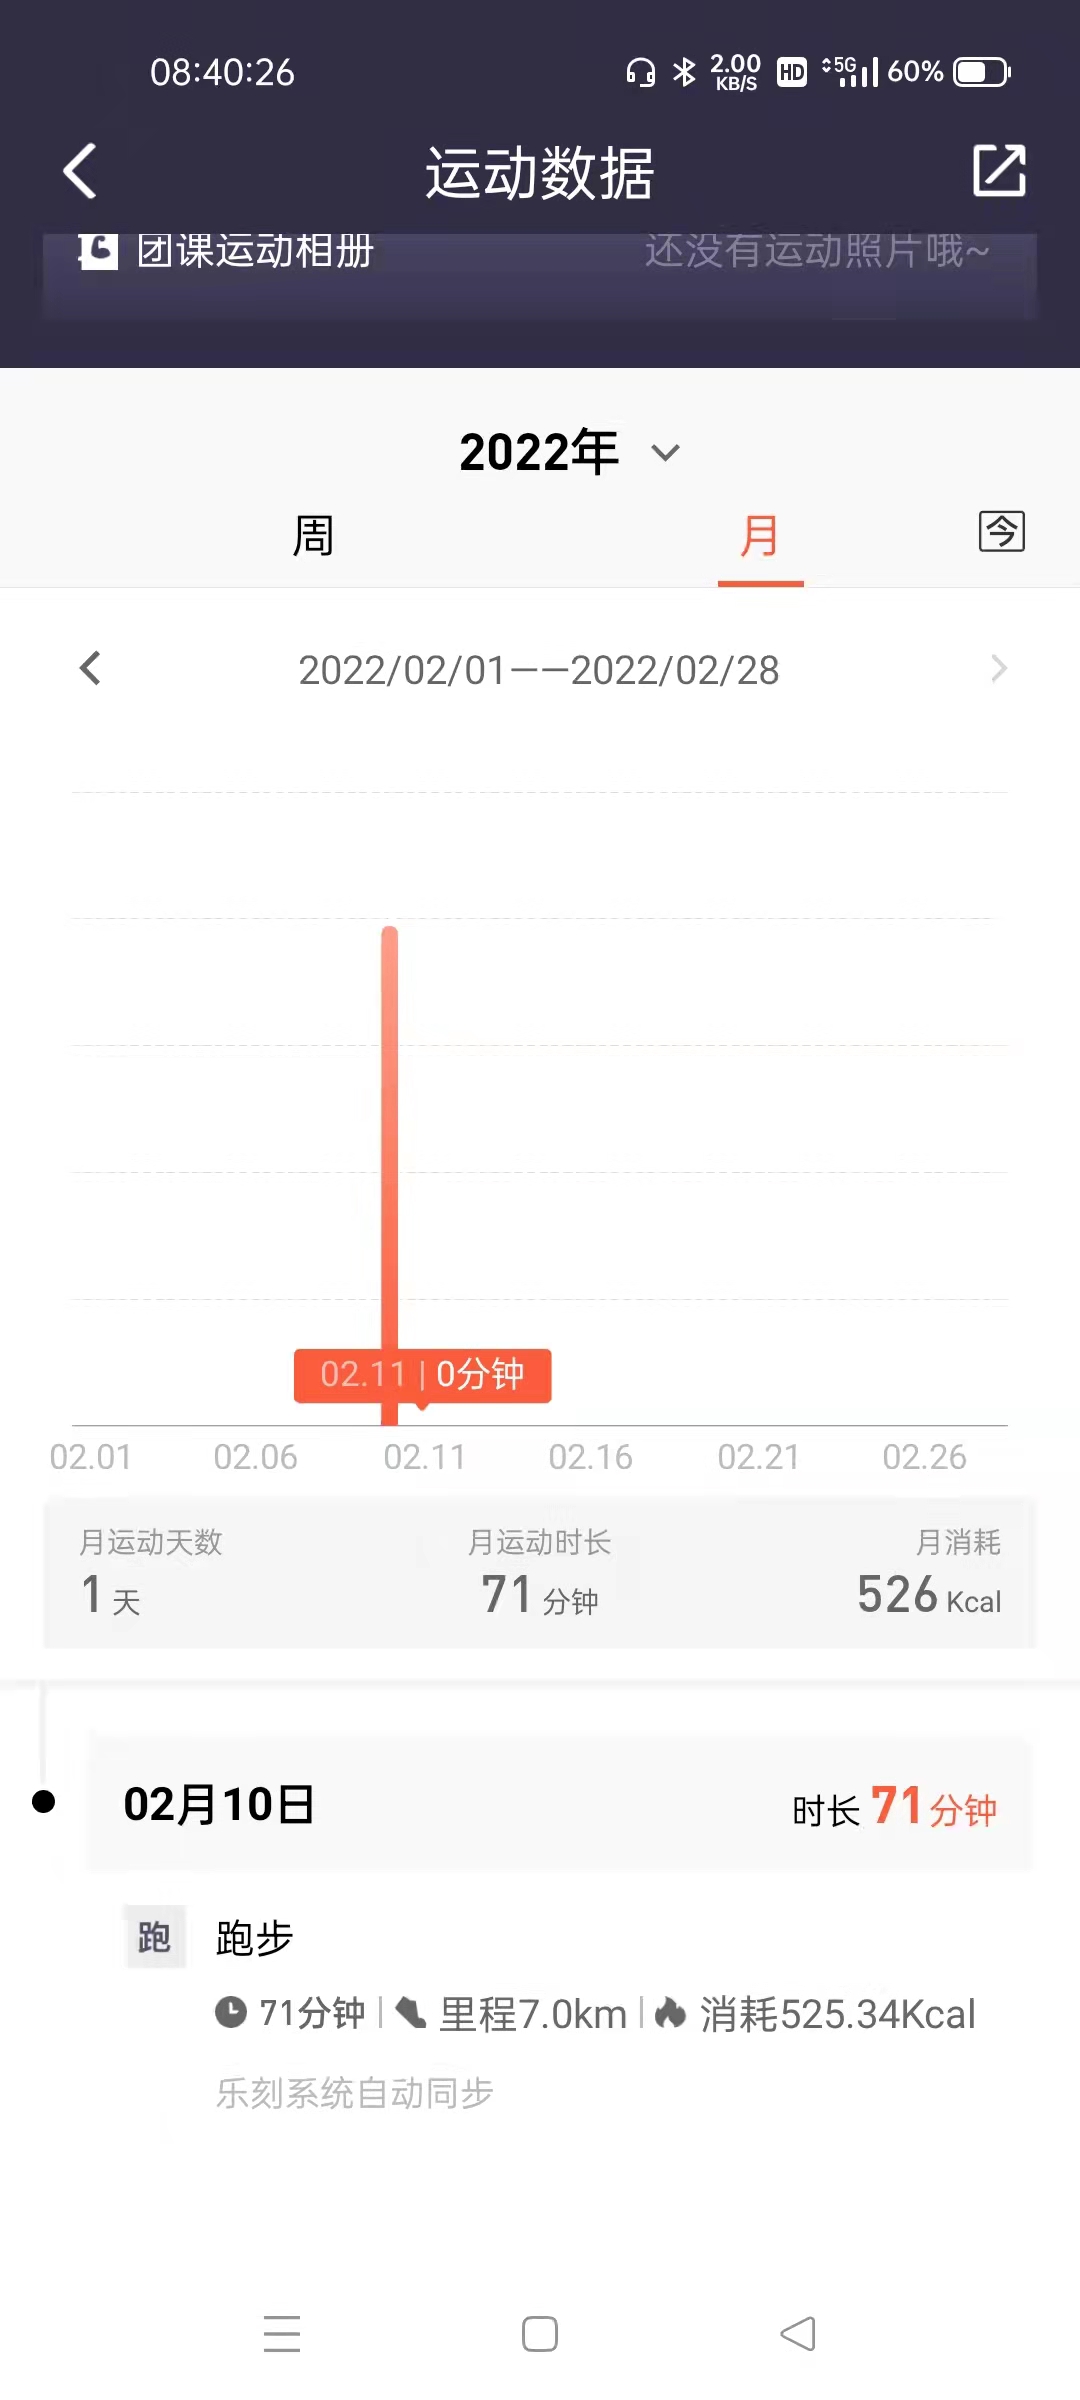 08:40:26 2.00 KB/S HD 5G 60%
运动数据
团课运动相册 还没有运动照片哦~
2022年
周 月 今
2022/02/01——2022/02/28
02.11 | 0分钟
02.01 02.06 02.11 02.16 02.21 02.26
月运动天数 月运动时长 月消耗
1 天 71 分钟 526 Kcal
02月10日 时长 71 分钟
跑 跑步
71分钟 | 里程7.0km | 消耗525.34Kcal
乐刻系统自动同步